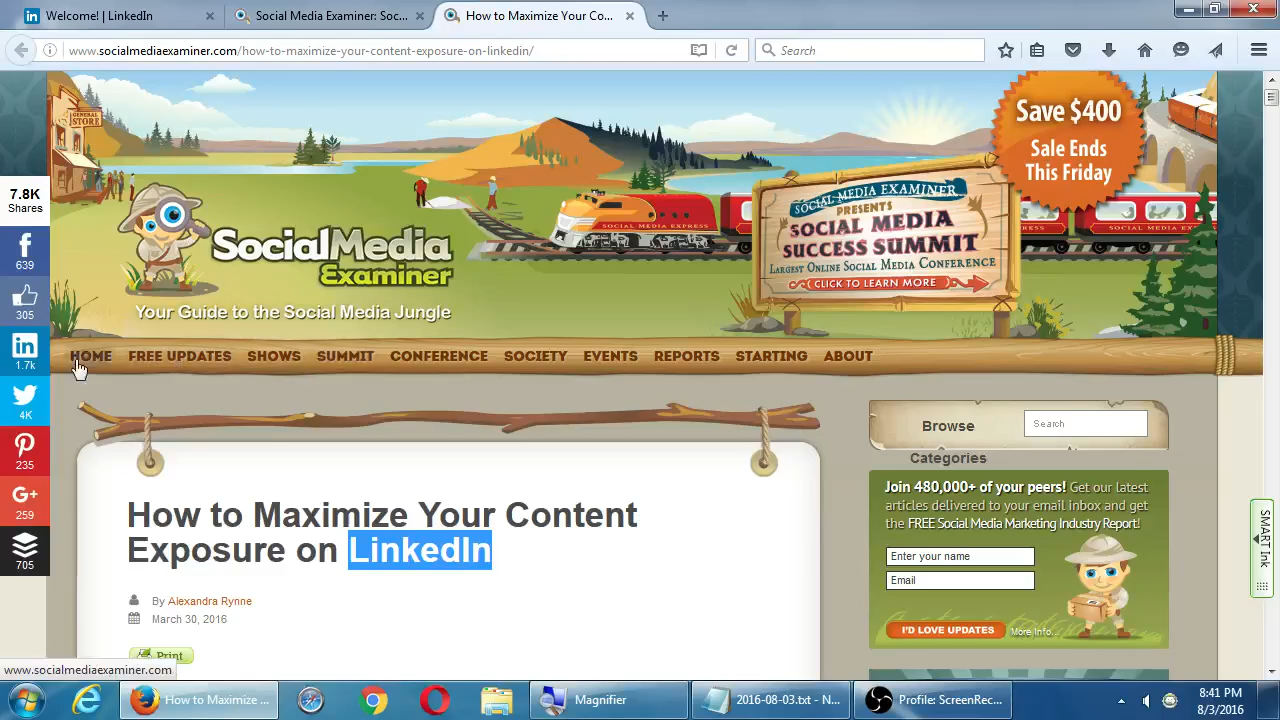 Welcome! | LinkedIn
Social Media Examiner: Soc...
How to Maximize Your Co...
www.socialmediaexaminer.com/how-to-maximize-your-content-exposure-on-linkedin/
Search
GENERAL STORE
Save $400
Sale Ends
This Friday
7.8K
Shares
639
305
1.7k
4K
235
259
705
SocialMedia
Examiner
Your Guide to the Social Media Jungle
SOCIAL MEDIA EXPRESS
SOCIAL MEDIA EXAMINER
PRESENTS
SOCIAL MEDIA
SUCCESS SUMMIT
LARGEST ONLINE SOCIAL MEDIA CONFERENCE
CLICK TO LEARN MORE
HOME FREE UPDATES SHOWS SUMMIT CONFERENCE SOCIETY EVENTS REPORTS STARTING ABOUT
Browse
Categories
Search
How to Maximize Your Content
Exposure on LinkedIn
By Alexandra Rynne
March 30, 2016
Print
Join 480,000+ of your peers! Get our latest
articles delivered to your email inbox and get
the FREE Social Media Marketing Industry Report!
Enter your name
Email
I'D LOVE UPDATES More Info...
SMART Ink
www.socialmediaexaminer.com
How to Maximize ...
Magnifier
2016-08-03.txt - N...
Profile: ScreenRec...
8:41 PM
8/3/2016